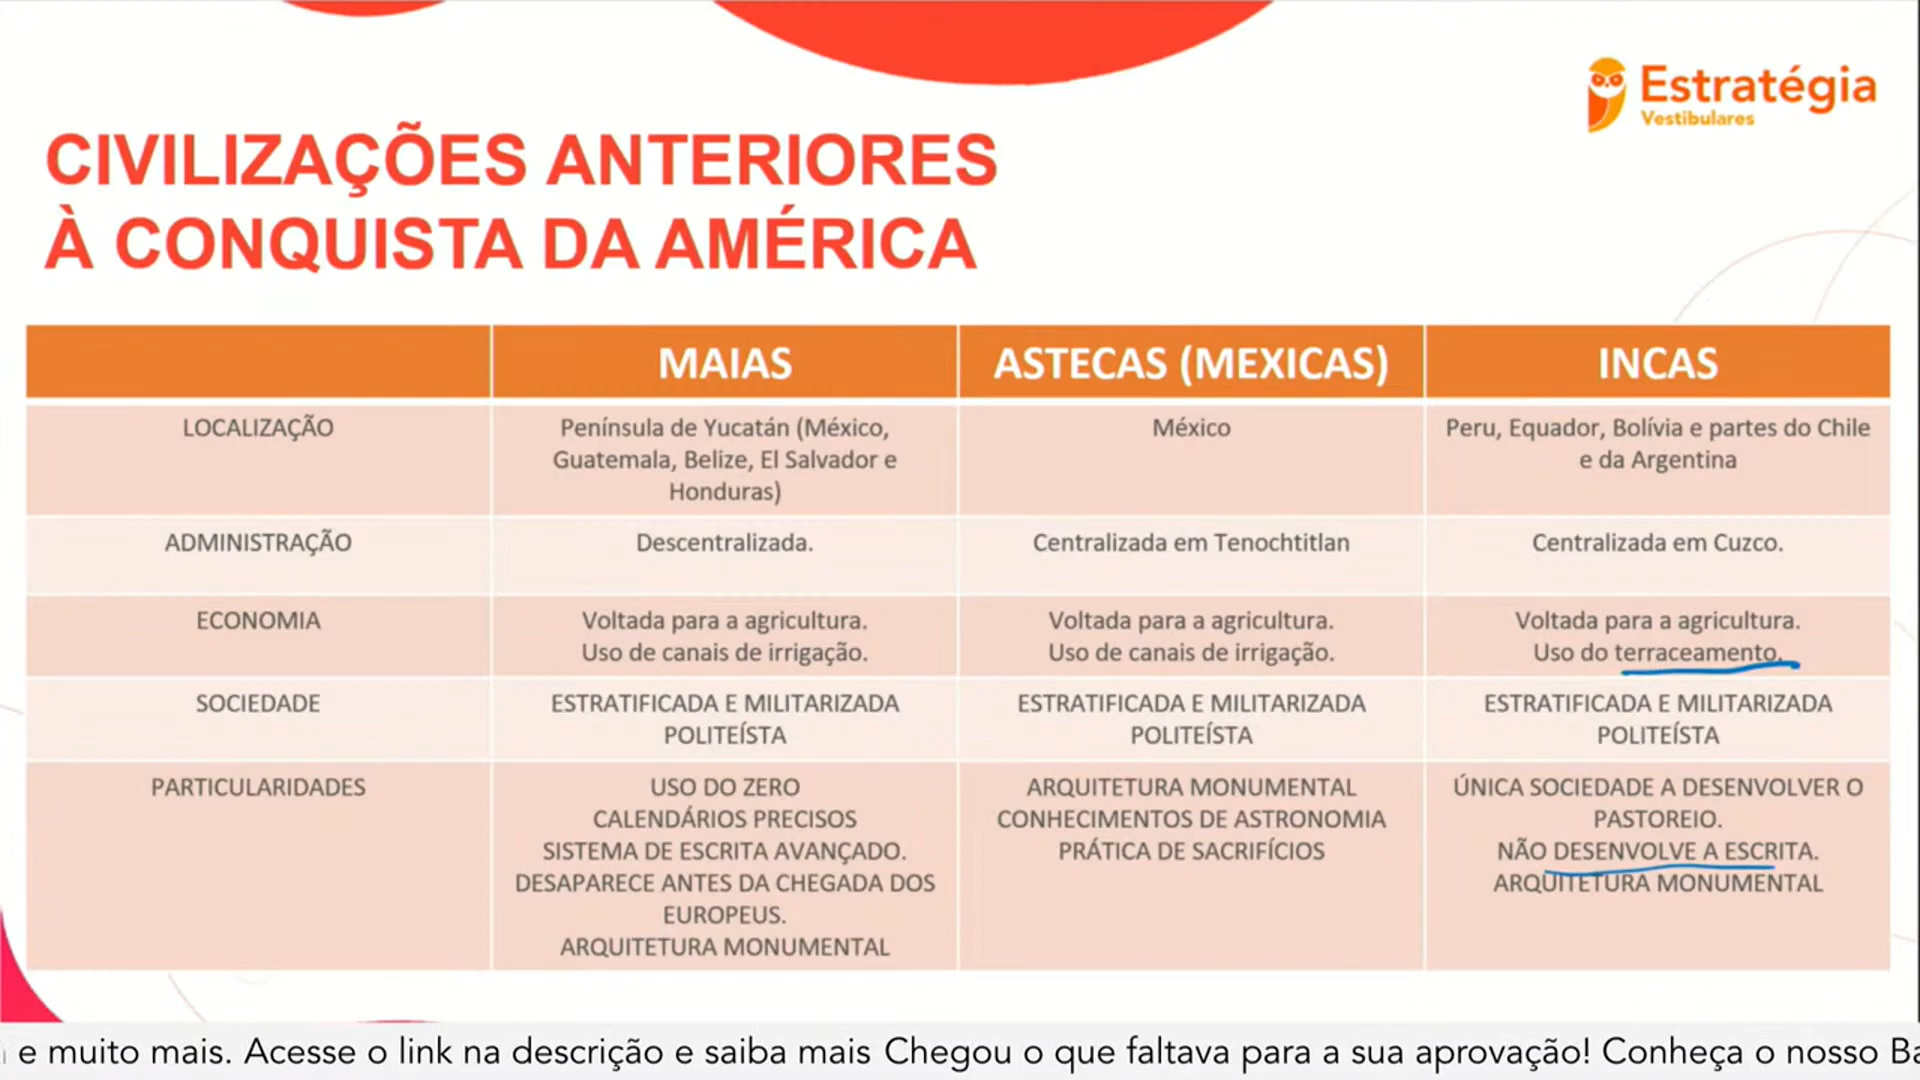 Estratégia
Vestibulares
CIVILIZAÇÕES ANTERIORES
À CONQUISTA DA AMÉRICA
MAIAS
ASTECAS (MEXICAS)
INCAS
LOCALIZAÇÃO
Península de Yucatán (México,
Guatemala, Belize, El Salvador e
Honduras)
México
Peru, Equador, Bolívia e partes do Chile
e da Argentina
ADMINISTRAÇÃO
Descentralizada.
Centralizada em Tenochtitlan
Centralizada em Cuzco.
ECONOMIA
Voltada para a agricultura.
Uso de canais de irrigação.
Voltada para a agricultura.
Uso de canais de irrigação.
Voltada para a agricultura.
Uso do terraceamento.
SOCIEDADE
ESTRATIFICADA E MILITARIZADA
POLITEÍSTA
ESTRATIFICADA E MILITARIZADA
POLITEÍSTA
ESTRATIFICADA E MILITARIZADA
POLITEÍSTA
PARTICULARIDADES
USO DO ZERO
CALENDÁRIOS PRECISOS
SISTEMA DE ESCRITA AVANÇADO.
DESAPARECE ANTES DA CHEGADA DOS
EUROPEUS.
ARQUITETURA MONUMENTAL
ARQUITETURA MONUMENTAL
CONHECIMENTOS DE ASTRONOMIA
PRÁTICA DE SACRIFÍCIOS
ÚNICA SOCIEDADE A DESENVOLVER O
PASTOREIO.
NÃO DESENVOLVE A ESCRITA.
ARQUITETURA MONUMENTAL
e muito mais. Acesse o link na descrição e saiba mais Chegou o que faltava para a sua aprovação! Conheça o nosso